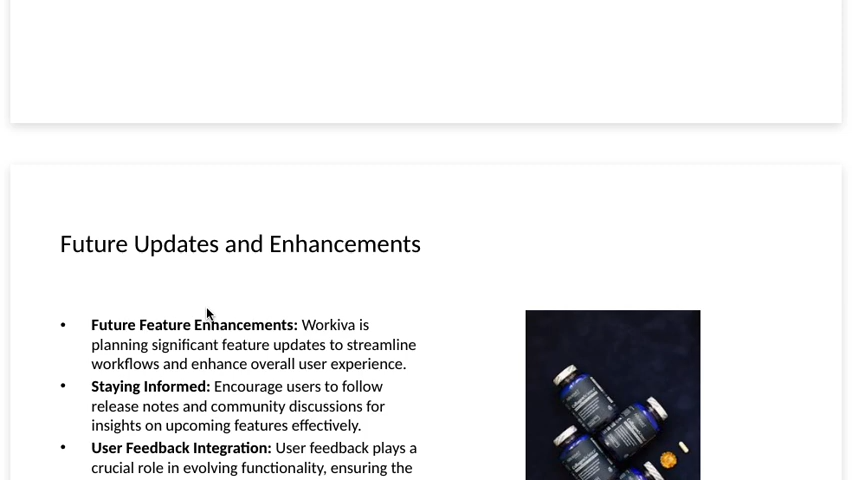 Future Updates and Enhancements
• Future Feature Enhancements: Workiva is
planning significant feature updates to streamline
workflows and enhance overall user experience.
• Staying Informed: Encourage users to follow
release notes and community discussions for
insights on upcoming features effectively.
• User Feedback Integration: User feedback plays a
crucial role in evolving functionality, ensuring the